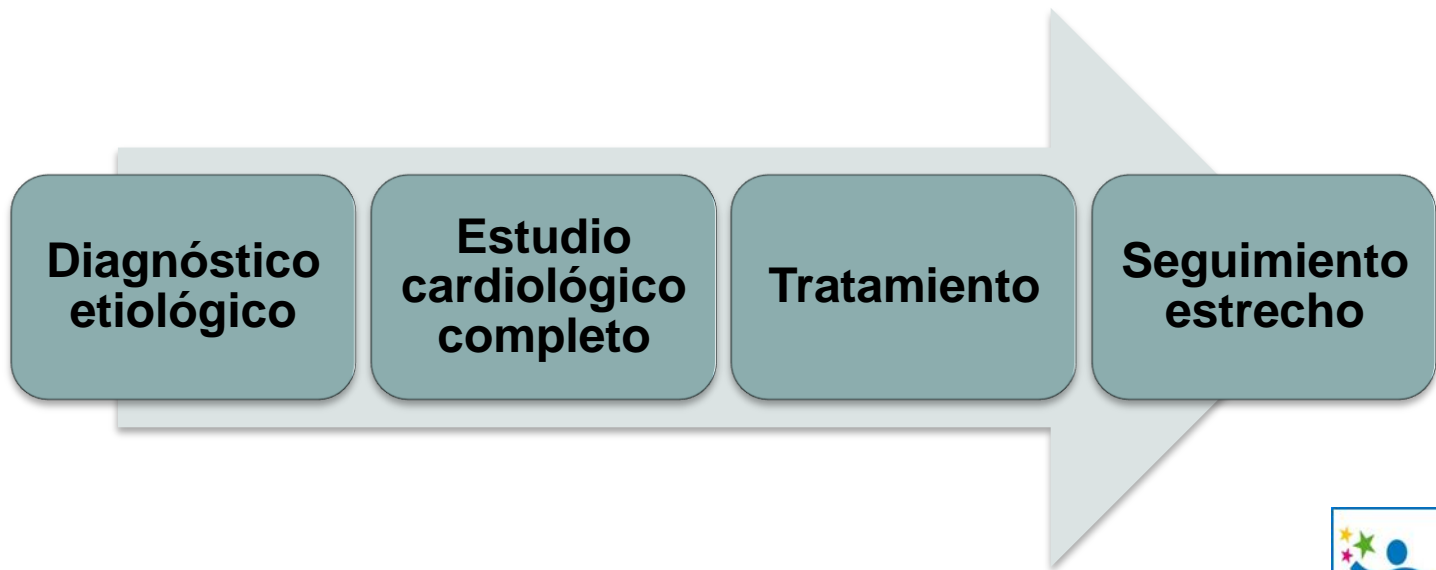 Diagnóstico
etiológico
Estudio
cardiológico
completo
Tratamiento
Seguimiento
estrecho